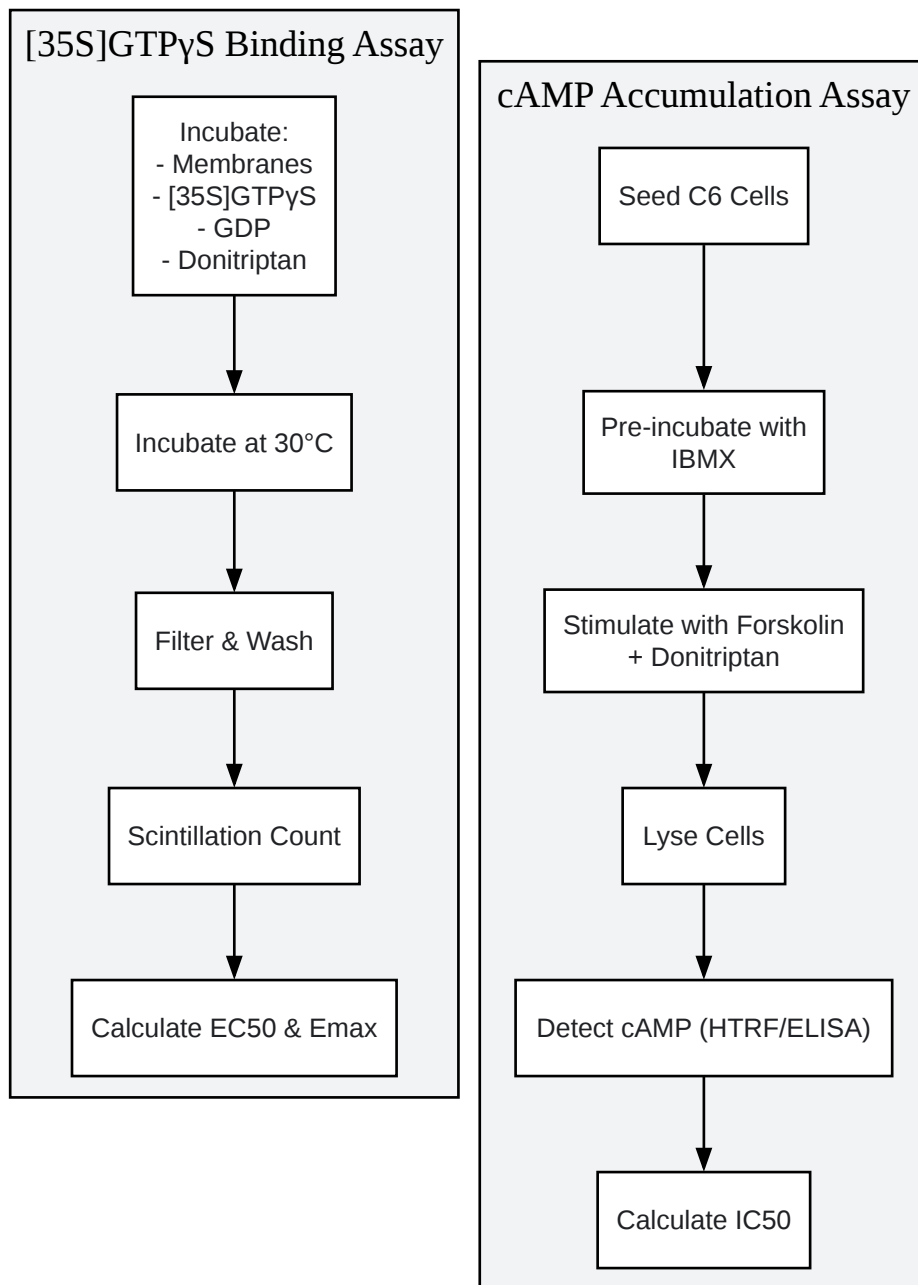 [35S]GTPγS Binding Assay
Incubate:
- Membranes
- [35S]GTPγS
- GDP
- Donitriptan
Incubate at 30°C
Filter & Wash
Scintillation Count
Calculate EC50 & Emax
cAMP Accumulation Assay
Seed C6 Cells
Pre-incubate with
IBMX
Stimulate with Forskolin
+ Donitriptan
Lyse Cells
Detect cAMP (HTRF/ELISA)
Calculate IC50